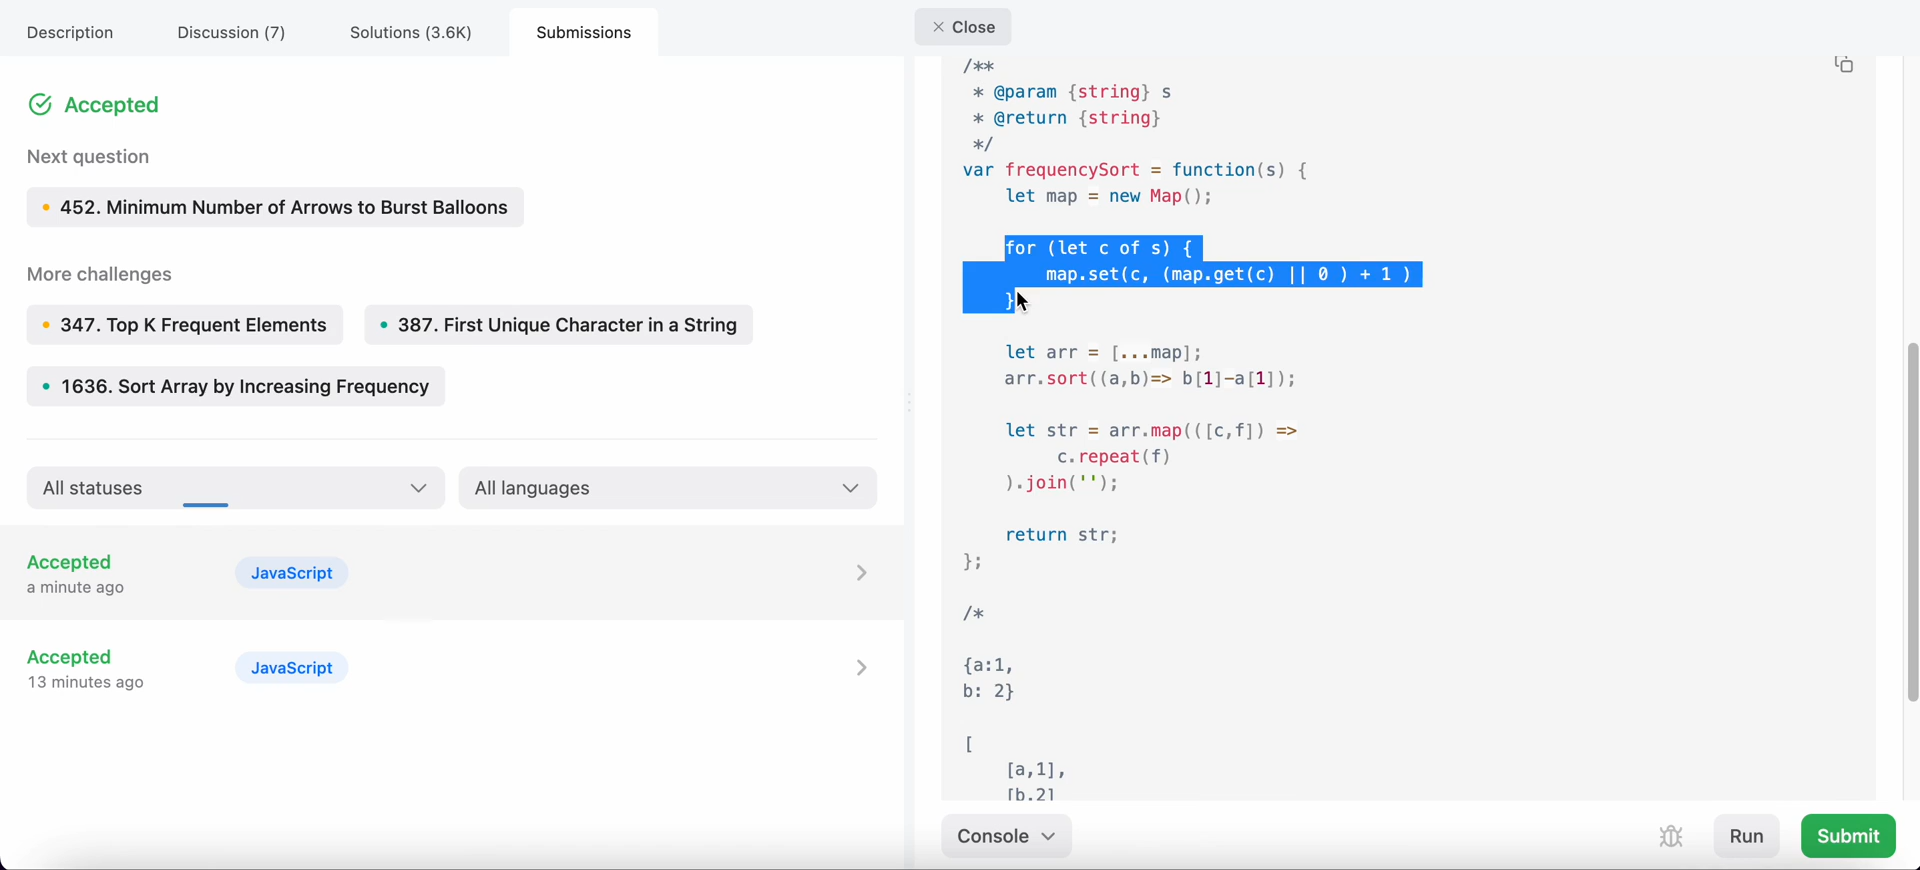 Description
Discussion (7)
Solutions (3.6K)
Submissions
Accepted
Next question
452. Minimum Number of Arrows to Burst Balloons
More challenges
347. Top K Frequent Elements
387. First Unique Character in a String
1636. Sort Array by Increasing Frequency
All statuses
All languages
Accepted
a minute ago
JavaScript
Accepted
13 minutes ago
JavaScript
× Close
/**
 * @param {string} s
 * @return {string}
 */
var frequencySort = function(s) {
    let map = new Map();
    for (let c of s) {
        map.set(c, (map.get(c) || 0 ) + 1 )
    }
    let arr = [...map];
    arr.sort((a,b)=> b[1]-a[1]);
    let str = arr.map(([c,f]) =>
         c.repeat(f)
    ).join('');
    return str;
};
/*
{a:1,
b: 2}
[
    [a,1],
    [b,2]
Console
Run
Submit